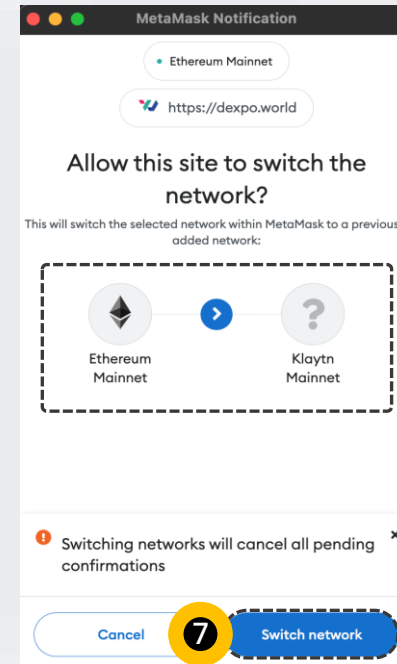 MetaMask Notification
Ethereum Mainnet
https://dexpo.world
Allow this site to switch the
network?
This will switch the selected network within MetaMask to a previous
added network:
?
Ethereum
Mainnet
Klaytn
Mainnet
Switching networks will cancel all pending
confirmations
Cancel
7
Switch network